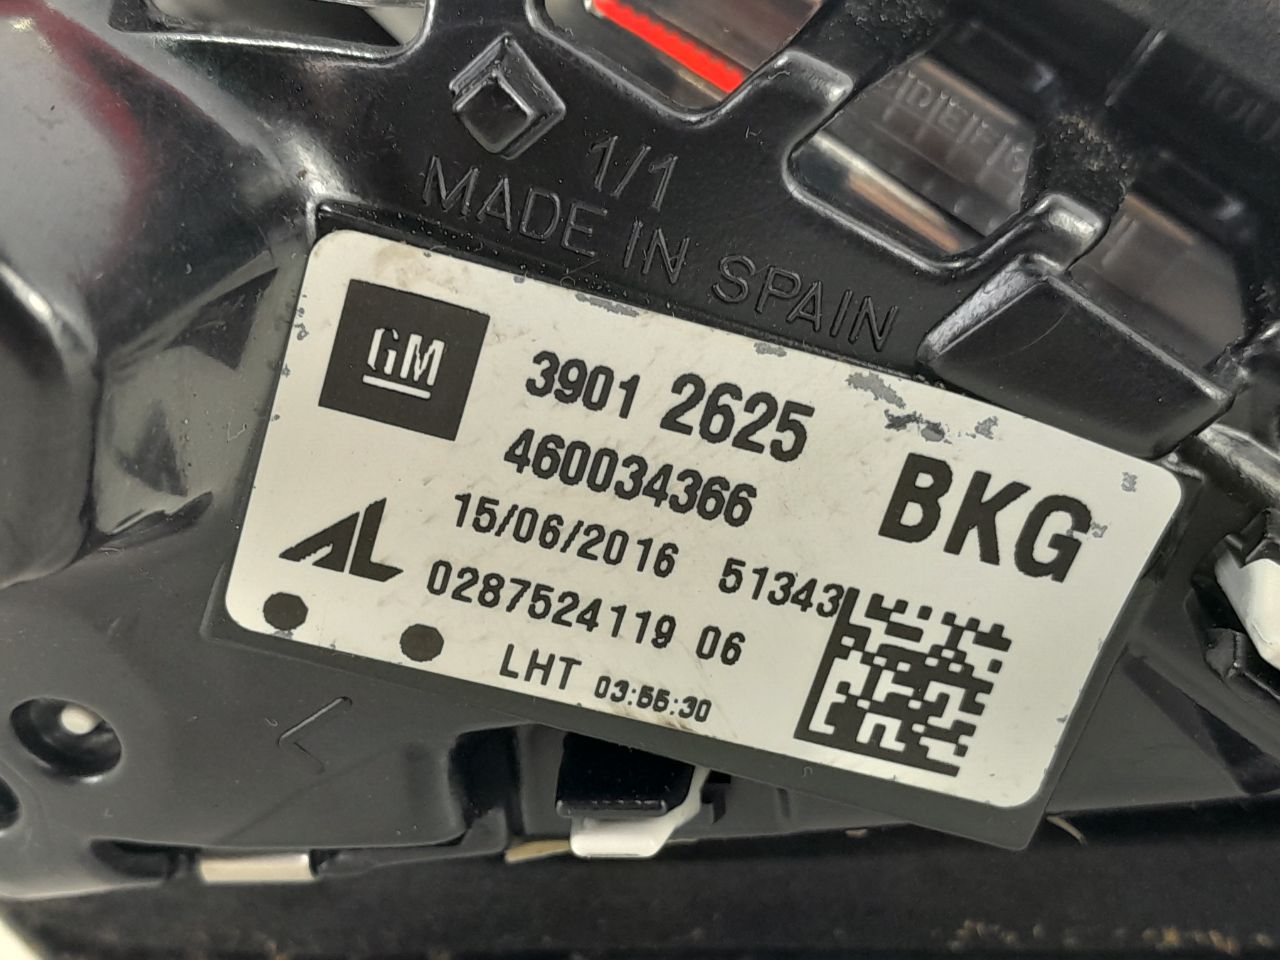 1/1
MADE IN SPAIN
GM
3901 2625
460034366
BKG
15/06/2016 51343
AL
0287524119 06
LHT 03:55:30